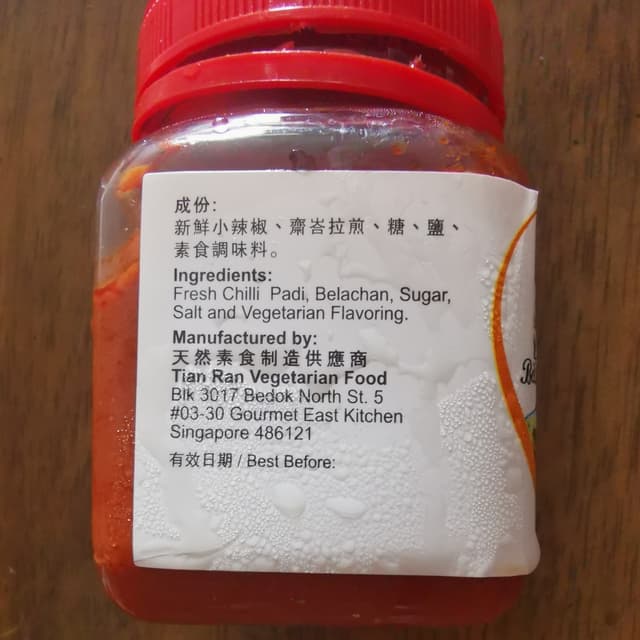 成份:
新鮮小辣椒、齋峇拉煎、糖、鹽、
素食調味料。
Ingredients:
Fresh Chilli Padi, Belachan, Sugar,
Salt and Vegetarian Flavoring.
Manufactured by:
天然素食制造供應商
Tian Ran Vegetarian Food
Blk 3017 Bedok North St. 5
#03-30 Gourmet East Kitchen
Singapore 486121
有效日期 / Best Before: